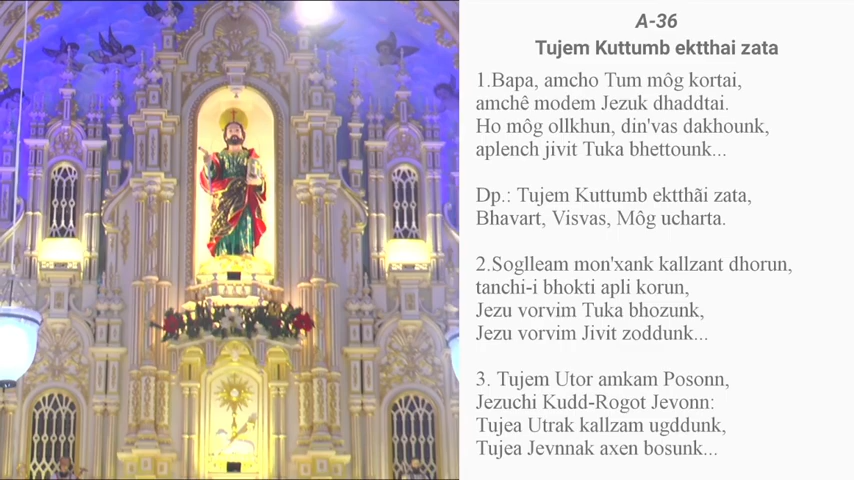 A-36
Tujem Kuttumb ektthai zata
1.Bapa, amcho Tum môg kortai,
amchê modem Jezuk dhaddtai.
Ho môg ollkhun, din'vas dakhounk,
aplench jivit Tuka bhettounk...
Dp.: Tujem Kuttumb ektthãi zata,
Bhavart, Visvas, Môg ucharta.
2.Soglleam mon'xank kallzant dhorun,
tanchi-i bhokti apli korun,
Jezu vorvim Tuka bhozunk,
Jezu vorvim Jivit zoddunk...
3. Tujem Utor amkam Posonn,
Jezuchi Kudd-Rogot Jevonn:
Tujea Utrak kallzam ugddunk,
Tujea Jevnnak axen bosunk...